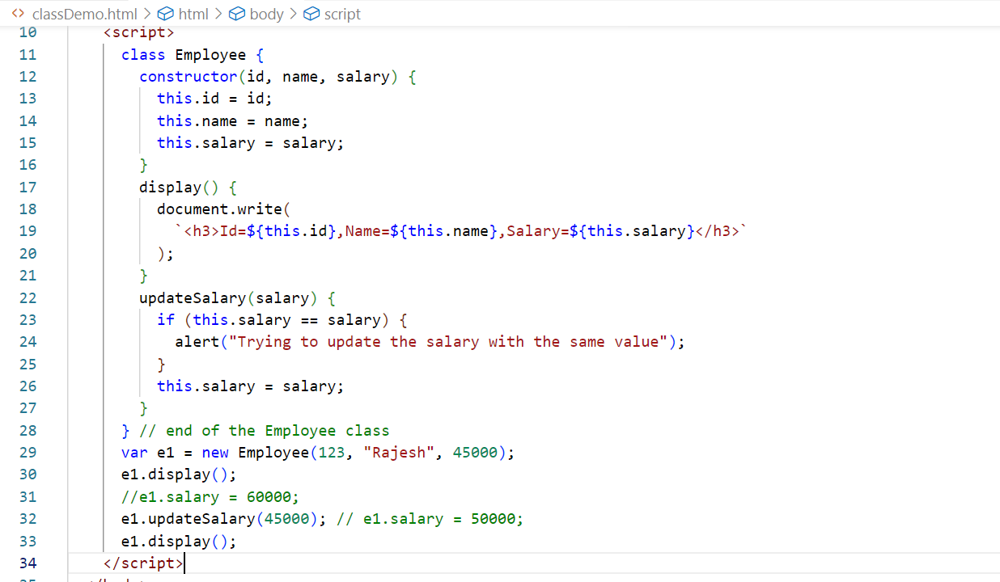 classDemo.html > html > body > script
10 <script>
11 class Employee {
12 constructor(id, name, salary) {
13 this.id = id;
14 this.name = name;
15 this.salary = salary;
16 }
17 display() {
18 document.write(
19 `<h3>Id=${this.id},Name=${this.name},Salary=${this.salary}</h3>`
20 );
21 }
22 updateSalary(salary) {
23 if (this.salary == salary) {
24 alert("Trying to update the salary with the same value");
25 }
26 this.salary = salary;
27 }
28 } // end of the Employee class
29 var e1 = new Employee(123, "Rajesh", 45000);
30 e1.display();
31 //e1.salary = 60000;
32 e1.updateSalary(45000); // e1.salary = 50000;
33 e1.display();
34 </script>